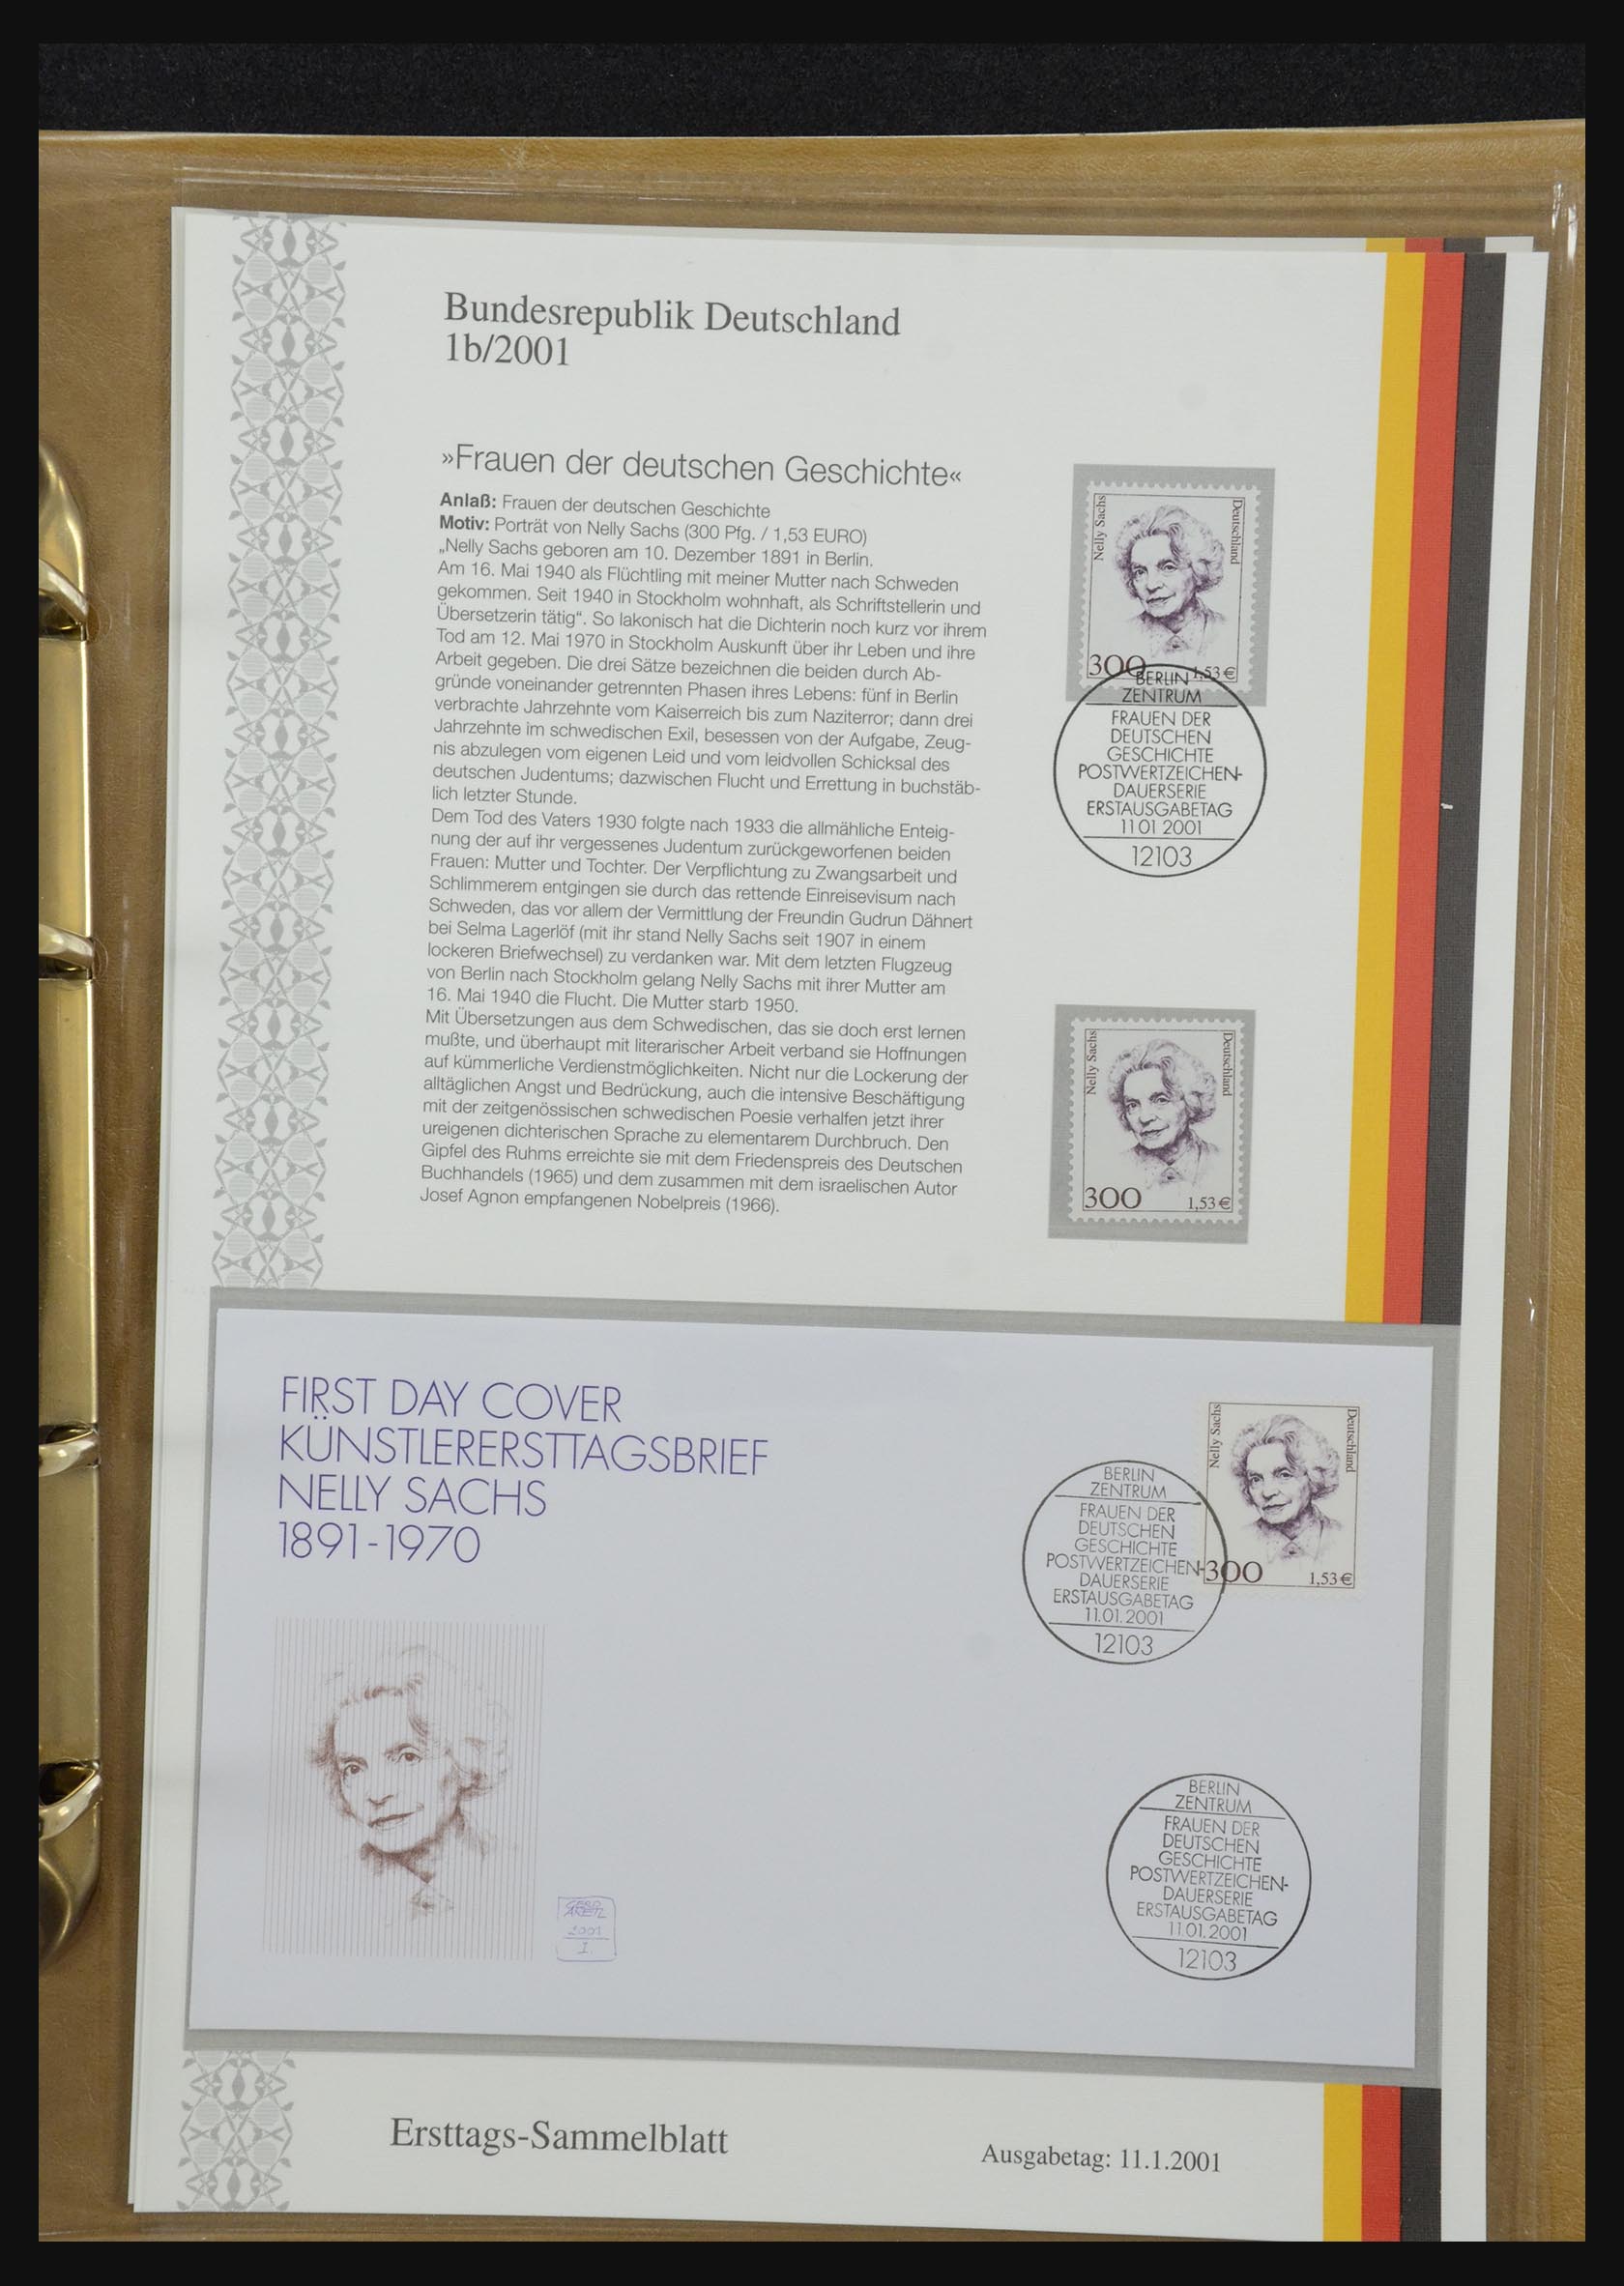 Bundesrepublik Deutschland
1b/2001
»Frauen der deutschen Geschichte«
Anlaß: Frauen der deutschen Geschichte
Motiv: Porträt von Nelly Sachs (300 Pfg. / 1,53 EURO)
„Nelly Sachs geboren am 10. Dezember 1891 in Berlin.
Am 16. Mai 1940 als Flüchtling mit meiner Mutter nach Schweden
gekommen. Seit 1940 in Stockholm wohnhaft, als Schriftstellerin und
Übersetzerin tätig“. So lakonisch hat die Dichterin noch kurz vor ihrem
Tod am 12. Mai 1970 in Stockholm Auskunft über ihr Leben und ihre
Arbeit gegeben. Die drei Sätze bezeichnen die beiden durch Ab-
gründe voneinander getrennten Phasen ihres Lebens: fünf in Berlin
verbrachte Jahrzehnte vom Kaiserreich bis zum Naziterror; dann drei
Jahrzehnte im schwedischen Exil, besessen von der Aufgabe, Zeug-
nis abzulegen vom eigenen Leid und vom leidvollen Schicksal des
deutschen Judentums; dazwischen Flucht und Errettung in buchstäb-
lich letzter Stunde.
Dem Tod des Vaters 1930 folgte nach 1933 die allmähliche Enteig-
nung der auf ihr vergessenes Judentum zurückgeworfenen beiden
Frauen: Mutter und Tochter. Der Verpflichtung zu Zwangsarbeit und
Schlimmerem entgingen sie durch das rettende Einreisevisum nach
Schweden, das vor allem der Vermittlung der Freundin Gudrun Dähnert
bei Selma Lagerlöf (mit ihr stand Nelly Sachs seit 1907 in einem
lockeren Briefwechsel) zu verdanken war. Mit dem letzten Flugzeug
von Berlin nach Stockholm gelang Nelly Sachs mit ihrer Mutter am
16. Mai 1940 die Flucht. Die Mutter starb 1950.
Mit Übersetzungen aus dem Schwedischen, das sie doch erst lernen
mußte, und überhaupt mit literarischer Arbeit verband sie Hoffnungen
auf kümmerliche Verdienstmöglichkeiten. Nicht nur die Lockerung der
alltäglichen Angst und Bedrückung, auch die intensive Beschäftigung
mit der zeitgenössischen schwedischen Poesie verhalfen jetzt ihrer
ureigenen dichterischen Sprache zu elementarem Durchbruch. Den
Gipfel des Ruhms erreichte sie mit dem Friedenspreis des Deutschen
Buchhandels (1965) und dem zusammen mit dem israelischen Autor
Josef Agnon empfangenen Nobelpreis (1966).
Nelly Sachs
Deutschland
300
1,53 €
BERLIN
ZENTRUM
FRAUEN DER
DEUTSCHEN
GESCHICHTE
POSTWERTZEICHEN-
DAUERSERIE
ERSTAUSGABETAG
11 01 2001
12103
Nelly Sachs
Deutschland
300
1,53 €
FIRST DAY COVER
KÜNSTLERERSTTAGSBRIEF
NELLY SACHS
1891-1970
Nelly Sachs
Deutschland
300
1,53 €
BERLIN
ZENTRUM
FRAUEN DER
DEUTSCHEN
GESCHICHTE
POSTWERTZEICHEN-
DAUERSERIE
ERSTAUSGABETAG
11.01.2001
12103
2001
I
BERLIN
ZENTRUM
FRAUEN DER
DEUTSCHEN
GESCHICHTE
POSTWERTZEICHEN-
DAUERSERIE
ERSTAUSGABETAG
11.01.2001
12103
Ersttags-Sammelblatt
Ausgabetag: 11.1.2001